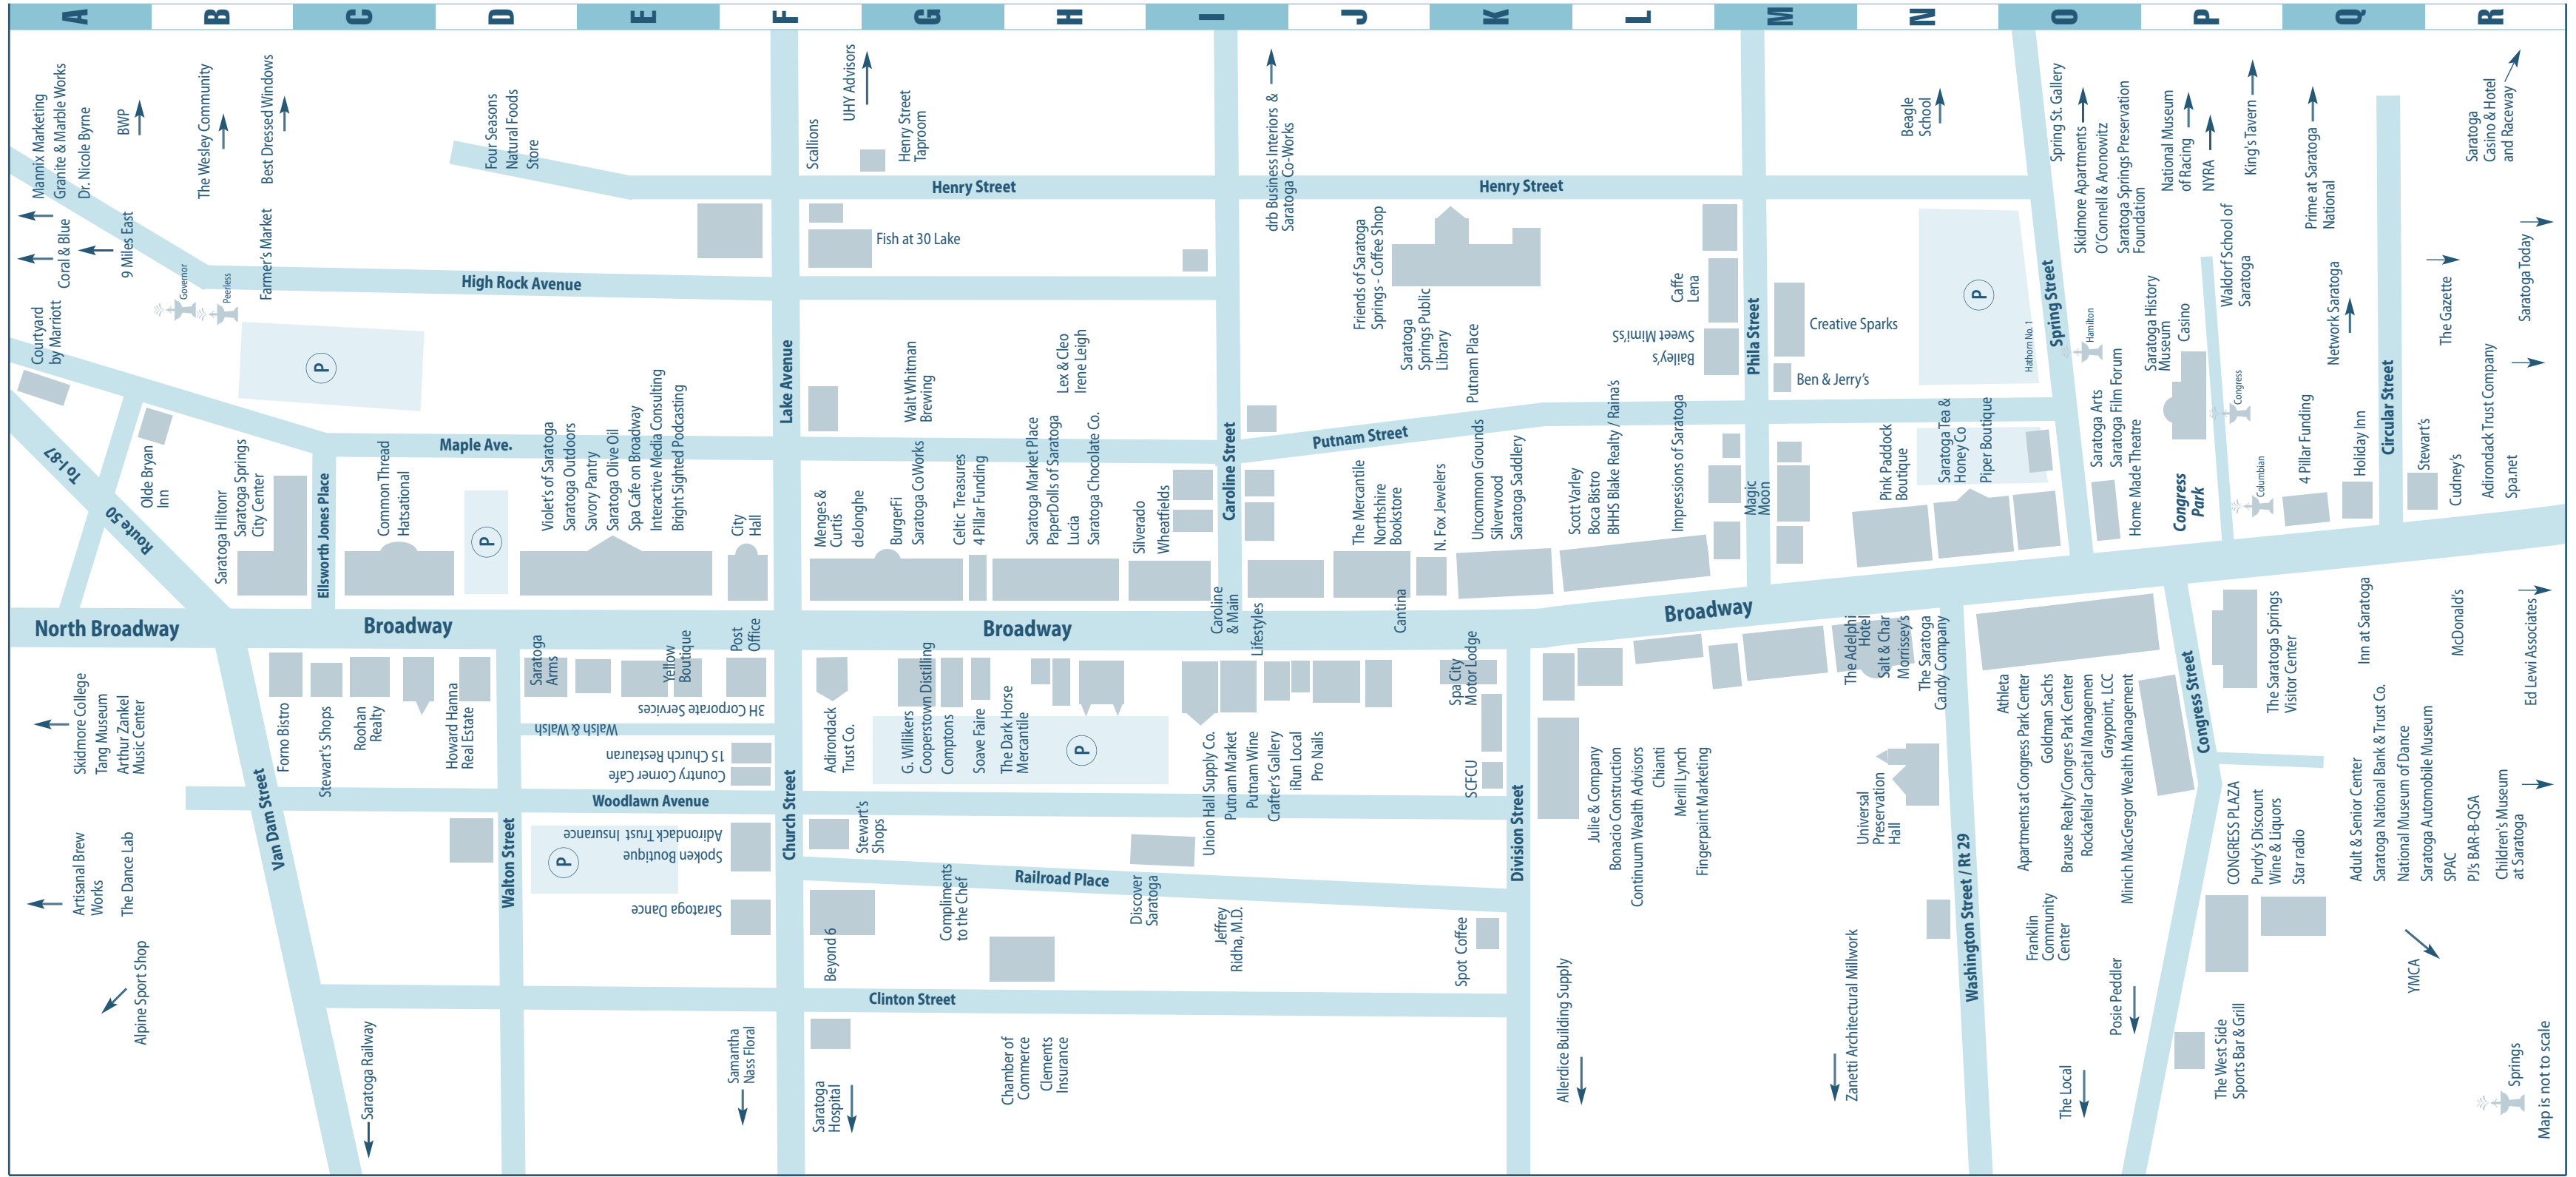 A
B
C
D
E
F
G
H
I
J
K
L
M
N
O
P
Q
R
Mannix Marketing
Granite & Marble Works
Dr. Nicole Byrne
BWP
The Wesley Community
Best Dressed Windows
Four Seasons
Natural Foods
Store
Scallions
UHY Advisors
Henry Street
Taproom
drb Business Interiors &
Saratoga Co-Works
Beagle
School
Spring St. Gallery
Skidmore Apartments
O'Connell & Aronowitz
Saratoga Springs Preservation
Foundation
National Museum
of Racing
NYRA
King's Tavern
Prime at Saratoga
National
Saratoga
Casino & Hotel
and Raceway
Henry Street
Henry Street
Coral & Blue
9 Miles East
Governor
Peerless
Farmer's Market
High Rock Avenue
Fish at 30 Lake
Friends of Saratoga
Springs - Coffee Shop
Saratoga
Springs Public
Library
Putnam Place
Caffe
Lena
Sweet Mimi'sS
Bailey's
Phila Street
Creative Sparks
Ben & Jerry's
P
Hathorn No. 1
Spring Street
Hamilton
Saratoga History
Museum
Casino
Waldorf School of
Saratoga
Congress
Network Saratoga
The Gazette
Saratoga Today
Courtyard
by Marriott
P
Lake Avenue
Walt Whitman
Brewing
Lex & Cleo
Irene Leigh
Circular Street
To I-87
Route 50
Olde Bryan
Inn
Saratoga Hiltonr
Saratoga Springs
City Center
Ellsworth Jones Place
Common Thread
Hatsational
Maple Ave.
P
Violet's of Saratoga
Saratoga Outdoors
Savory Pantry
Saratoga Olive Oil
Spa Cafe on Broadway
Interactive Media Consulting
Bright Sighted Podcasting
City
Hall
Menges &
Curtis
deJonghe
BurgerFi
Saratoga CoWorks
Celtic Treasures
4 Pillar Funding
Saratoga Market Place
PaperDolls of Saratoga
Lucia
Saratoga Chocolate Co.
Silverado
Wheatfields
Caroline Street
Putnam Street
The Mercantile
Northshire
Bookstore
N. Fox Jewelers
Uncommon Grounds
Silverwood
Saratoga Saddlery
Scott Varley
Boca Bistro
BHHS Blake Realty / Raina's
Impressions of Saratoga
Magic
Moon
Pink Paddock
Boutique
Saratoga Tea &
Honey Co
Piper Boutique
Saratoga Arts
Saratoga Film Forum
Home Made Theatre
Congress
Park
Columbian
4 Pillar Funding
Holiday Inn
Stewart's
Cudney's
Adirondack Trust Company
Spa.net
North Broadway
Broadway
Broadway
Broadway
Saratoga
Arms
Yellow
Boutique
Post
Office
Caroline
& Main
Lifestyles
Cantina
Spa City
Motor Lodge
The Adelphi
Hotel
Salt & Char
Morrissey's
The Saratoga
Candy Company
The Saratoga Springs
Visitor Center
Inn at Saratoga
McDonald's
Ed Lewi Associates
Skidmore College
Tang Museum
Arthur Zankel
Music Center
Van Dam Street
Forno Bistro
Stewart's Shops
Roohan
Realty
Howard Hanna
Real Estate
3H Corporate Services
Walsh & Walsh
15 Church Restauran
Country Corner Cafe
Woodlawn Avenue
Adirondack
Trust Co.
G. Willikers
Cooperstown Distilling
Comptons
Soave Faire
The Dark Horse
Mercantile
P
Union Hall Supply Co.
Putnam Market
Putnam Wine
Crafter's Gallery
iRun Local
Pro Nails
SCFCU
Division Street
Julie & Company
Bonacio Construction
Continuum Wealth Advisors
Chianti
Merill Lynch
Fingerpaint Marketing
Universal
Preservation
Hall
Athleta
Apartments at Congress Park Center
Goldman Sachs
Brause Realty/Congres Park Center
Rockafellar Capital Managemen
Graypoint, LCC
Minich MacGregor Wealth Management
Congress Street
CONGRESS PLAZA
Purdy's Discount
Wine & Liquors
Star radio
Adult & Senior Center
Saratoga National Bank & Trust Co.
National Museum of Dance
Saratoga Automobile Museum
SPAC
PJ's BAR-B-QSA
Children's Museum
at Saratoga
Artisanal Brew
Works
The Dance Lab
Walton Street
P
Adirondack Trust Insurance
Spoken Boutique
Saratoga Dance
Church Street
Stewart's
Shops
Railroad Place
Beyond 6
Compliments
to the Chef
Discover
Saratoga
Jeffrey
Ridha, M.D.
Spot Coffee
Washington Street / Rt 29
Franklin
Community
Center
Posie Peddler
YMCA
Alpine Sport Shop
Clinton Street
Saratoga Railway
Samantha
Nass Floral
Saratoga
Hospital
Chamber of
Commerce
Clements
Insurance
Allerdice Building Supply
Zanetti Architectural Millwork
The Local
The West Side
Sports Bar & Grill
Springs
Map is not to scale